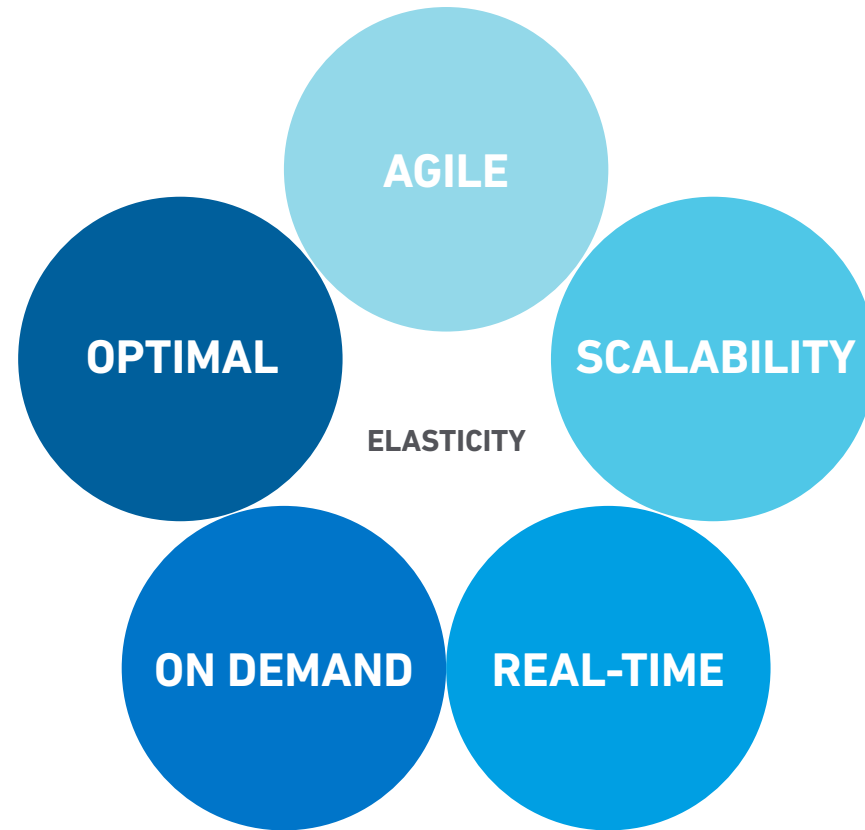 AGILE
OPTIMAL
SCALABILITY
ELASTICITY
ON DEMAND
REAL-TIME